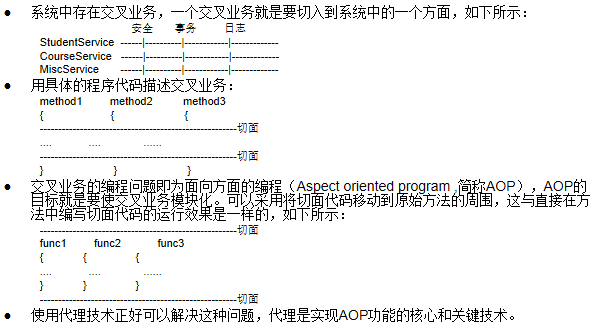 ● 系统中存在交叉业务，一个交叉业务就是要切入到系统中的一个方面，如下所示：
安全 事务 日志
StudentService ------|----------|------------|-------------
CourseService ------|----------|------------|-------------
MiscService ------|----------|------------|-------------
● 用具体的程序代码描述交叉业务：
method1 method2 method3
{ { {
------------------------------------------------------切面
.... .... ......
------------------------------------------------------切面
} } }
● 交叉业务的编程问题即为面向方面的编程（Aspect oriented program ,简称AOP），AOP的
目标就是要使交叉业务模块化。可以采用将切面代码移动到原始方法的周围，这与直接在方
法中编写切面代码的运行效果是一样的，如下所示：
------------------------------------------------------切面
func1 func2 func3
{ { {
.... .... ......
} } }
------------------------------------------------------切面
● 使用代理技术正好可以解决这种问题，代理是实现AOP功能的核心和关键技术。